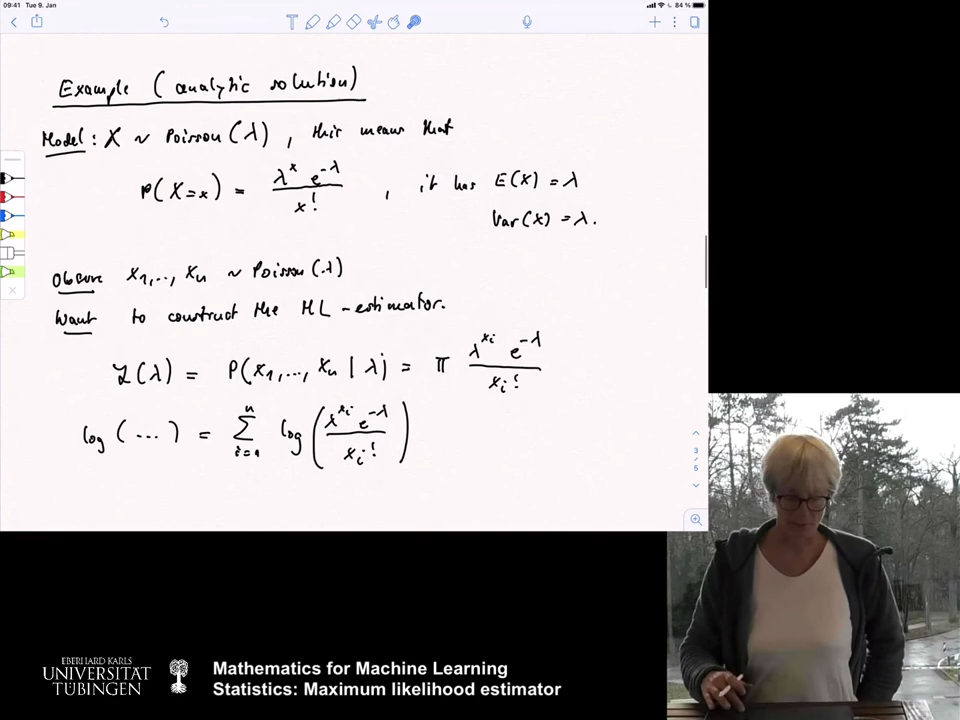 09:41 Tue 9. Jan
84 %
Example (analytic solution)
Model: X ~ Poisson(λ), this means that
P(X=x) = λ^x e^-λ / x! , it has E(X) = λ
Var(X) = λ.
Observe x1,..., xn ~ Poisson(λ)
Want to construct the ML-estimator.
L(λ) = P(x1,..., xn | λ) = π λ^xi e^-λ / xi!
log (...) = Σ i=1 n log (λ^xi e^-λ / xi!)
3
/
5
EBERHARD KARLS
UNIVERSITÄT
TÜBINGEN
Mathematics for Machine Learning
Statistics: Maximum likelihood estimator